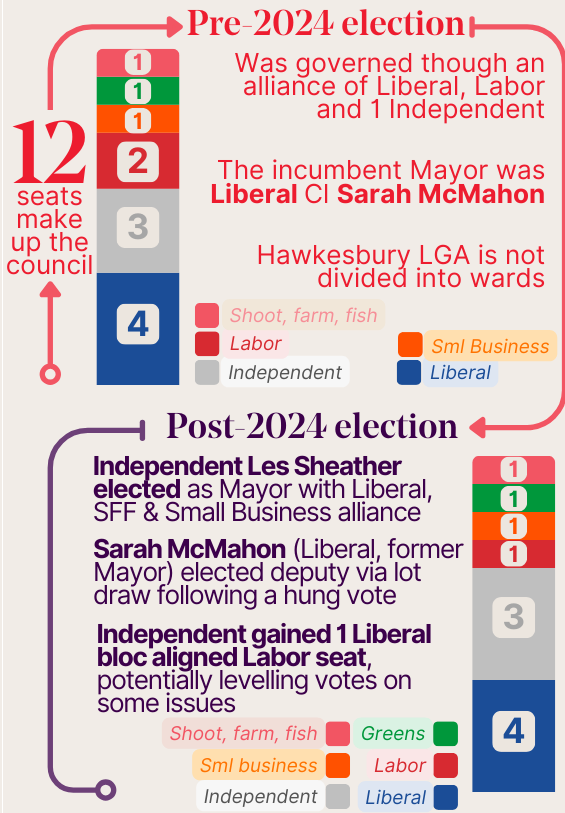 Pre-2024 election
1
1
1
2
3
4
12
seats
make
up the
council
Was governed though an
alliance of Liberal, Labor
and 1 Independent
The incumbent Mayor was
Liberal Cl Sarah McMahon
Hawkesbury LGA is not
divided into wards
Shoot, farm, fish
Labor
Sml Business
Independent
Liberal
Post-2024 election
Independent Les Sheather
elected as Mayor with Liberal,
SFF & Small Business alliance
Sarah McMahon (Liberal, former
Mayor) elected deputy via lot
draw following a hung vote
Independent gained 1 Liberal
bloc aligned Labor seat,
potentially levelling votes on
some issues
1
1
1
1
3
4
Shoot, farm, fish
Greens
Sml business
Labor
Independent
Liberal